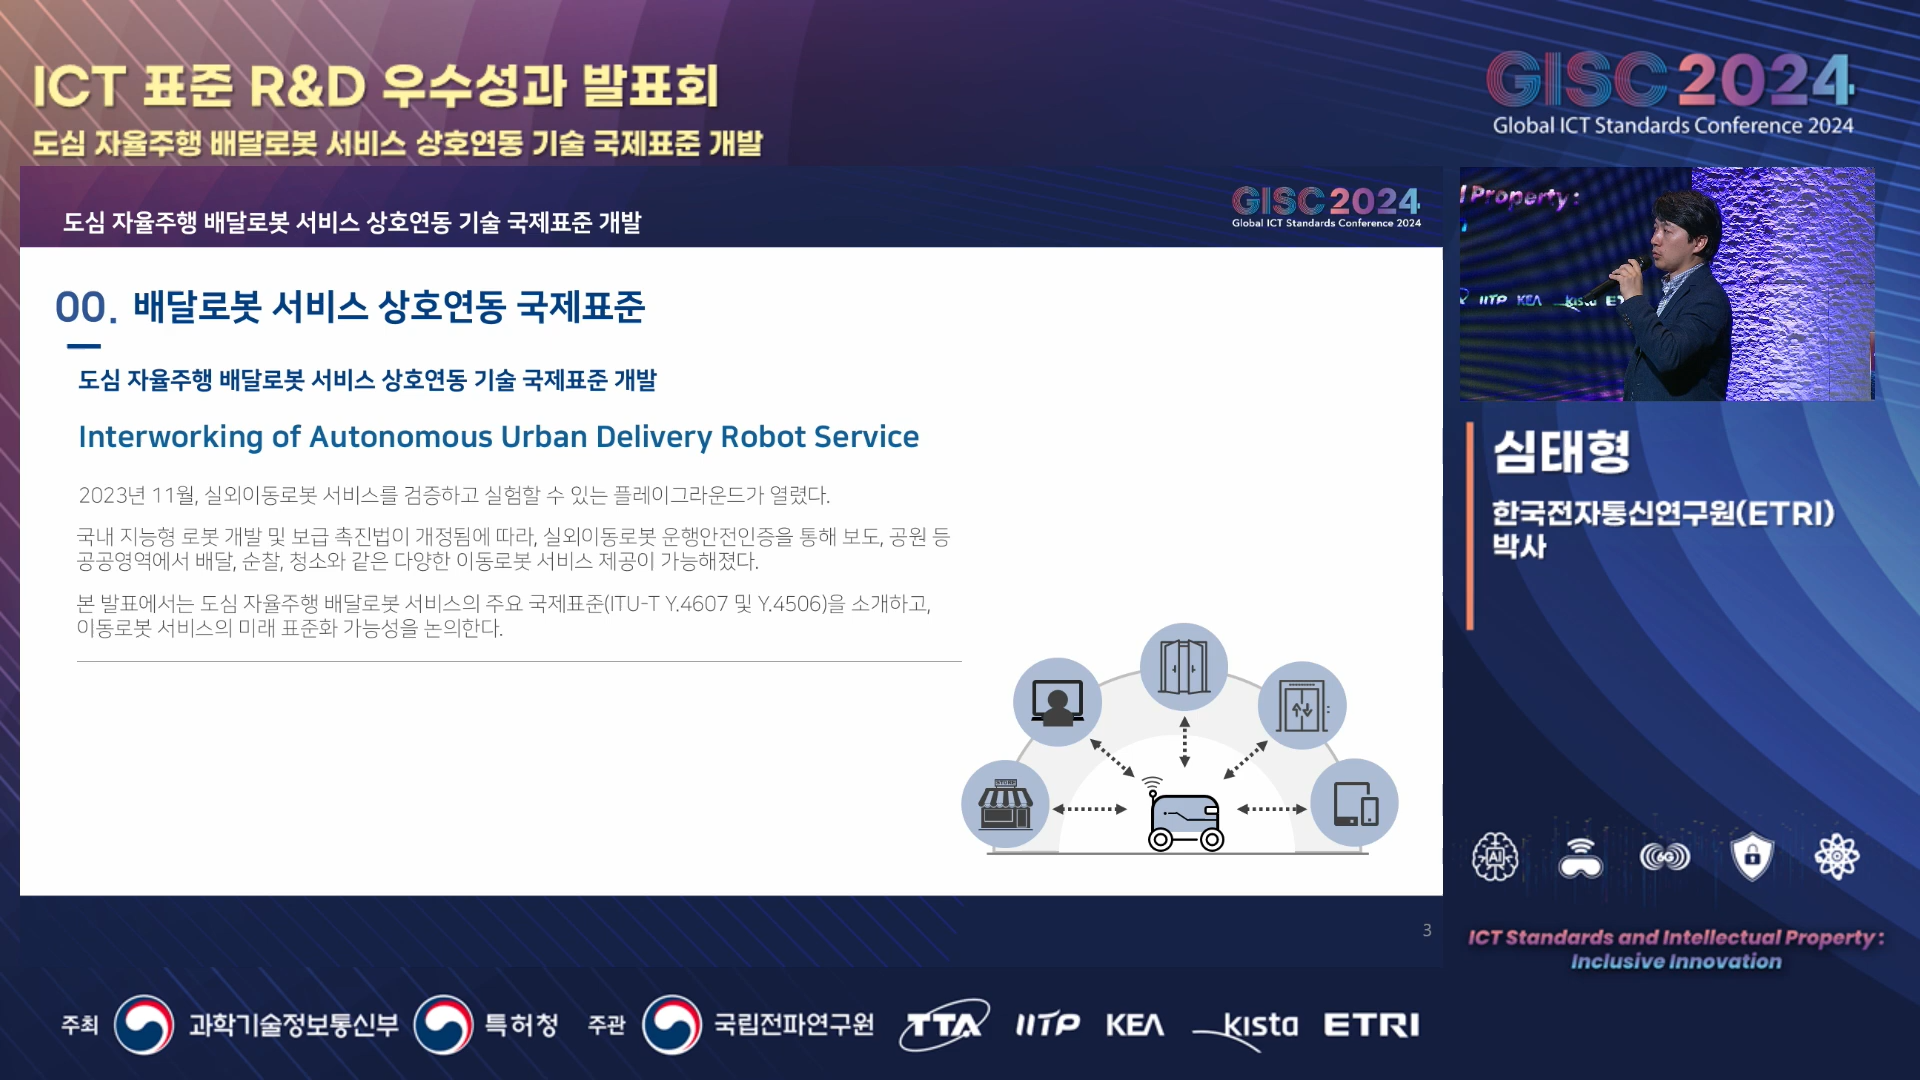 ICT 표준 R&D 우수성과 발표회
도심 자율주행 배달로봇 서비스 상호연동 기술 국제표준 개발
GISC 2024
Global ICT Standards Conference 2024
도심 자율주행 배달로봇 서비스 상호연동 기술 국제표준 개발
GISC 2024
Global ICT Standards Conference 2024
00. 배달로봇 서비스 상호연동 국제표준
도심 자율주행 배달로봇 서비스 상호연동 기술 국제표준 개발
Interworking of Autonomous Urban Delivery Robot Service
2023년 11월, 실외이동로봇 서비스를 검증하고 실험할 수 있는 플레이그라운드가 열렸다.
국내 지능형 로봇 개발 및 보급 촉진법이 개정됨에 따라, 실외이동로봇 운행안전인증을 통해 보도, 공원 등
공공영역에서 배달, 순찰, 청소와 같은 다양한 이동로봇 서비스 제공이 가능해졌다.
본 발표에서는 도심 자율주행 배달로봇 서비스의 주요 국제표준(ITU-T Y.4607 및 Y.4506)을 소개하고,
이동로봇 서비스의 미래 표준화 가능성을 논의한다.
3
Property :
IITP KEA kista
심태형
한국전자통신연구원(ETRI)
박사
AI
6G
ICT Standards and Intellectual Property :
Inclusive Innovation
주최 과학기술정보통신부 특허청 주관 국립전파연구원 TTA IITP KEA kista ETRI